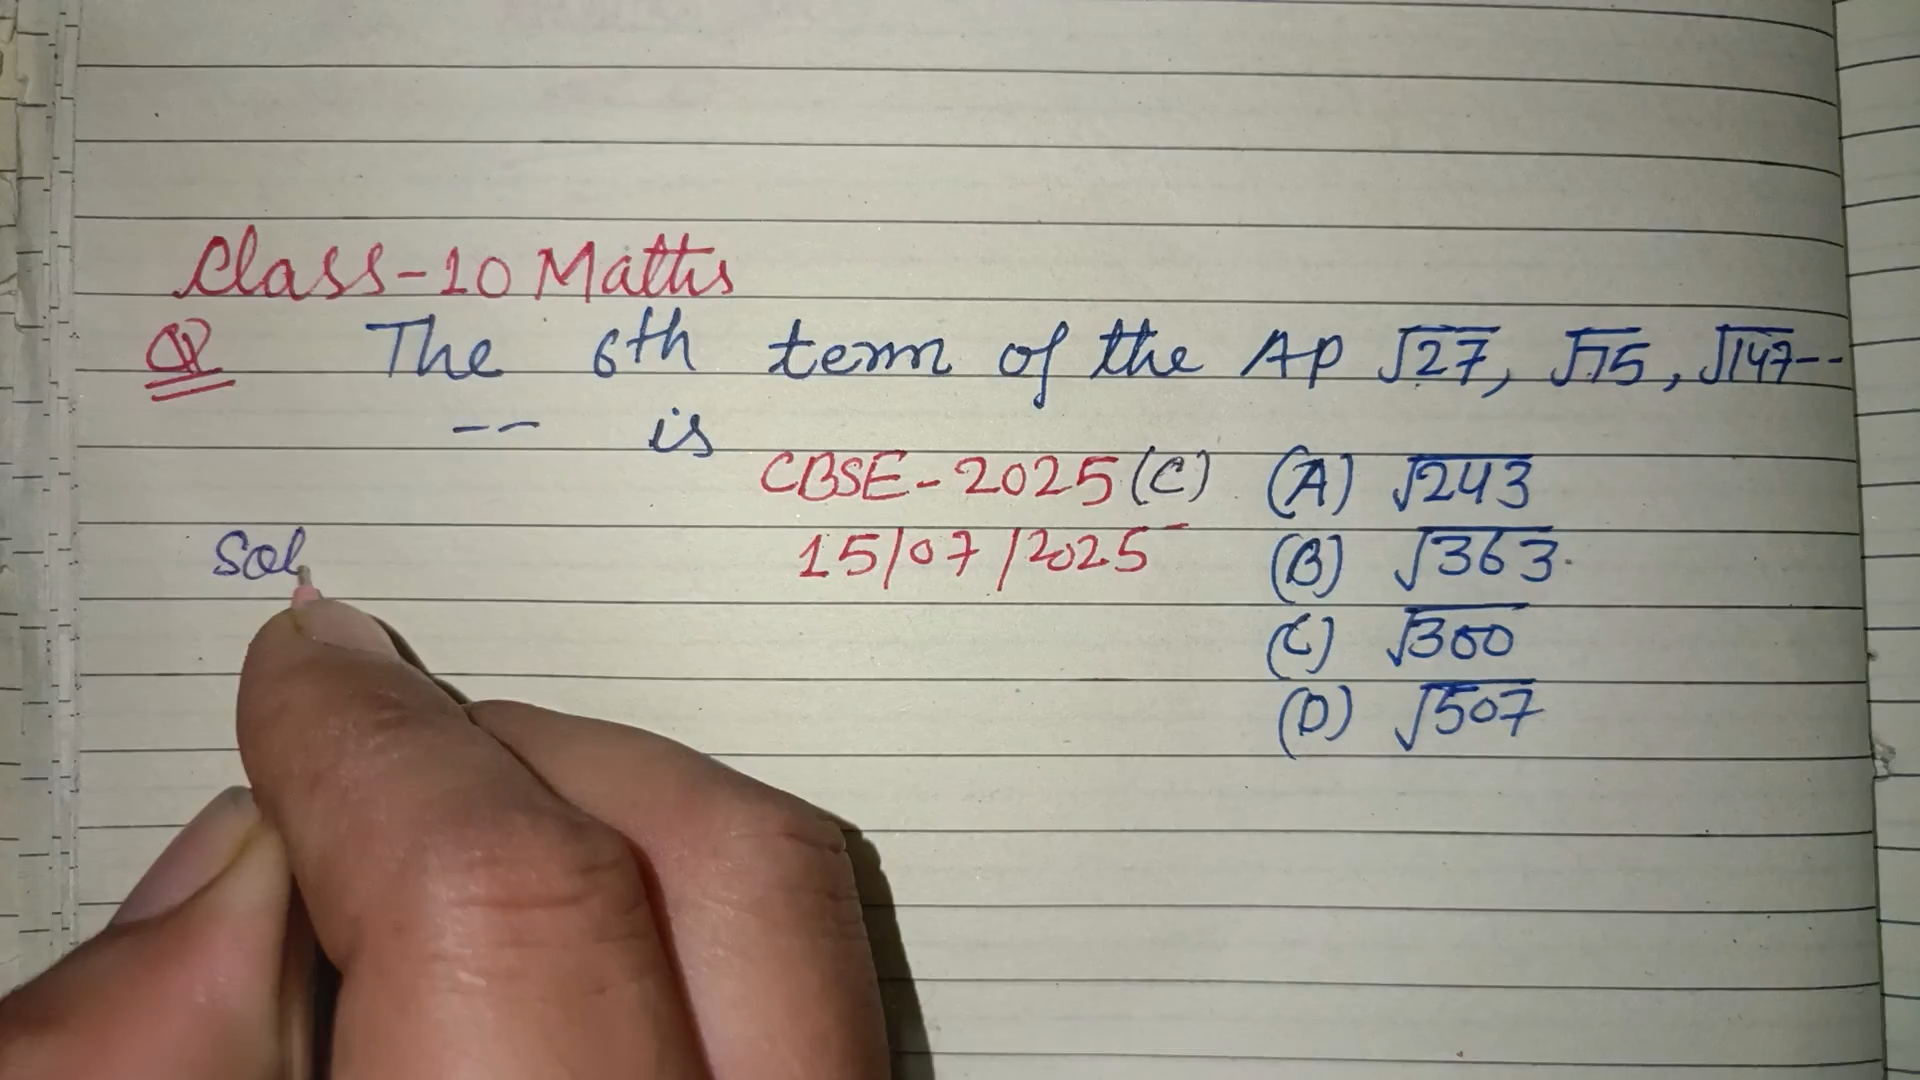 Class-10 Maths
Q The 6th term of the AP √27, √75, √147--
-- is
CBSE-2025(C) (A) √243
Sol 15/07/2025 (B) √363.
(C) √300
(D) √507